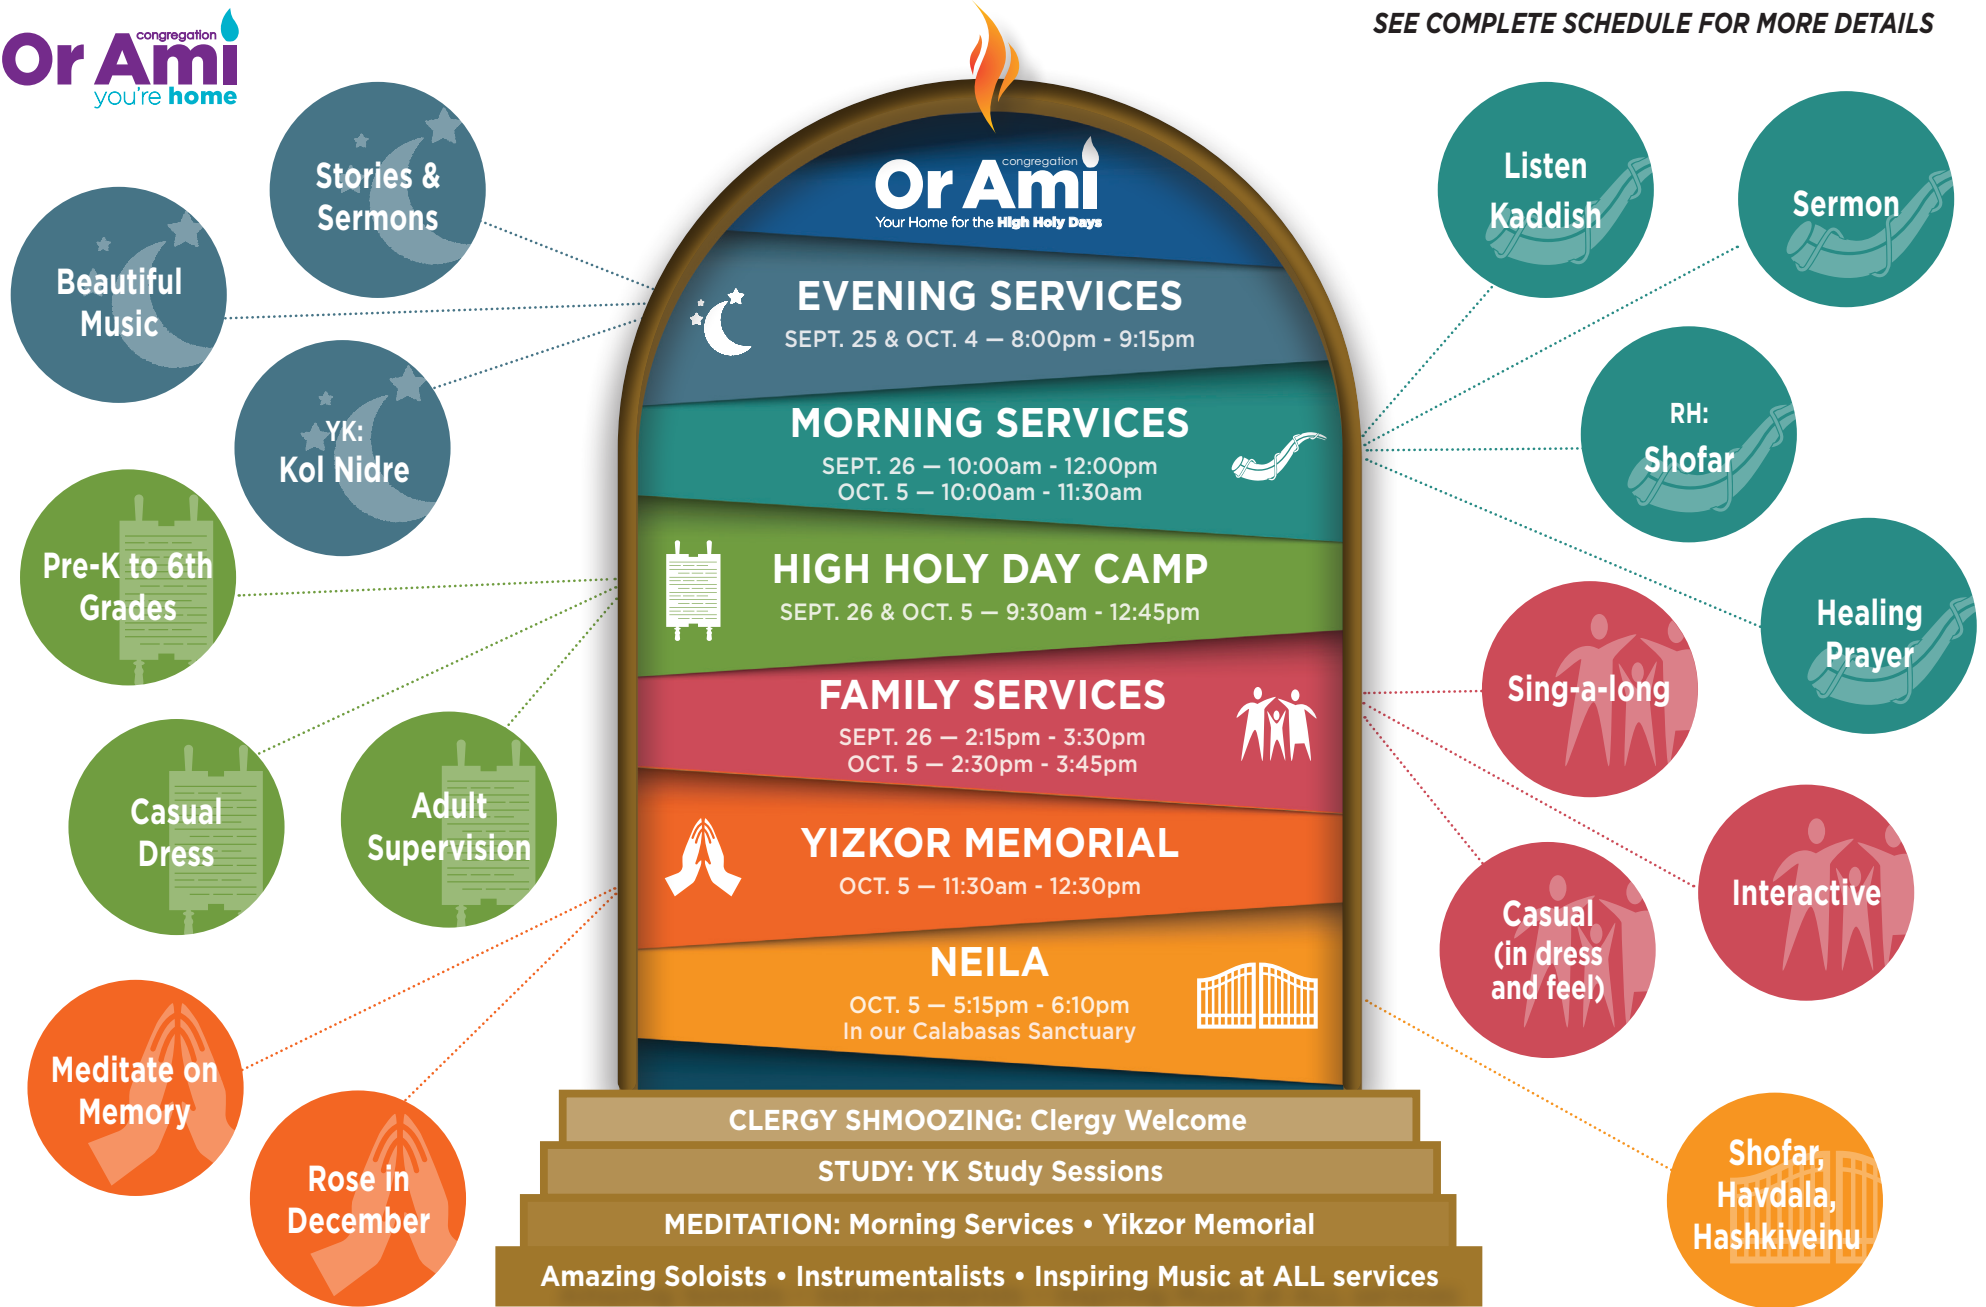 congregation
Or Ami
you're home
SEE COMPLETE SCHEDULE FOR MORE DETAILS
Stories &
Sermons
Beautiful
Music
YK:
Kol Nidre
Pre-K to 6th
Grades
Casual
Dress
Adult
Supervision
Meditate on
Memory
Rose in
December
congregation
Or Ami
Your Home for the High Holy Days
EVENING SERVICES
SEPT. 25 & OCT. 4 — 8:00pm - 9:15pm
MORNING SERVICES
SEPT. 26 — 10:00am - 12:00pm
OCT. 5 — 10:00am - 11:30am
HIGH HOLY DAY CAMP
SEPT. 26 & OCT. 5 — 9:30am - 12:45pm
FAMILY SERVICES
SEPT. 26 — 2:15pm - 3:30pm
OCT. 5 — 2:30pm - 3:45pm
YIZKOR MEMORIAL
OCT. 5 — 11:30am - 12:30pm
NEILA
OCT. 5 — 5:15pm - 6:10pm
In our Calabasas Sanctuary
CLERGY SHMOOZING: Clergy Welcome
STUDY: YK Study Sessions
MEDITATION: Morning Services • Yikzor Memorial
Amazing Soloists • Instrumentalists • Inspiring Music at ALL services
Listen
Kaddish
Sermon
RH:
Shofar
Healing
Prayer
Sing-a-long
Interactive
Casual
(in dress
and feel)
Shofar,
Havdala,
Hashkiveinu